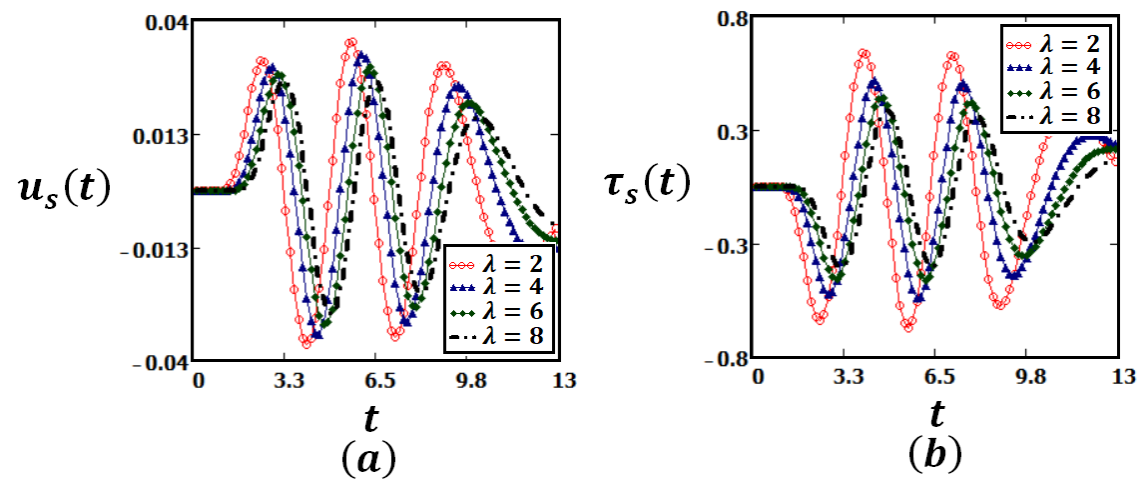 0.04
0.013
−0.013
−0.04
u_s(t)
λ = 2
λ = 4
λ = 6
λ = 8
0 3.3 6.5 9.8 13
t
(a)
0.8
0.3
−0.3
−0.8
τ_s(t)
λ = 2
λ = 4
λ = 6
λ = 8
0 3.3 6.5 9.8 13
t
(b)